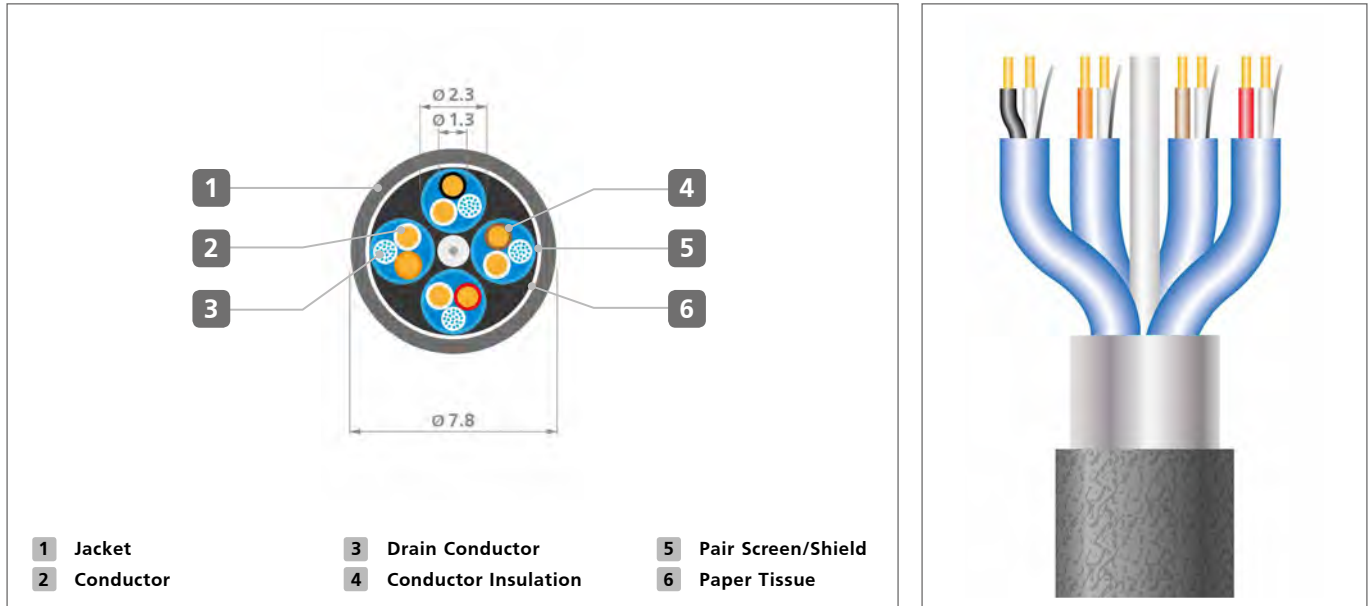 Ø 2.3
Ø 1.3
1
4
2
5
3
6
Ø 7.8
1 Jacket
3 Drain Conductor
5 Pair Screen/Shield
2 Conductor
4 Conductor Insulation
6 Paper Tissue